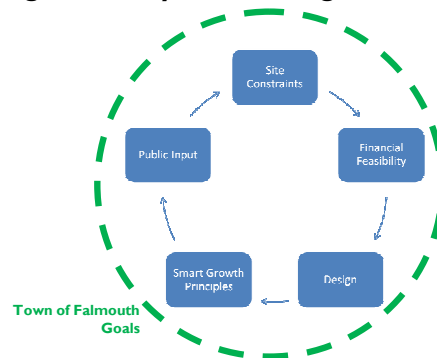 Site
Constraints
Public Input
Financial
Feasibility
Smart Growth
Principles
Design
Town of Falmouth
Goals